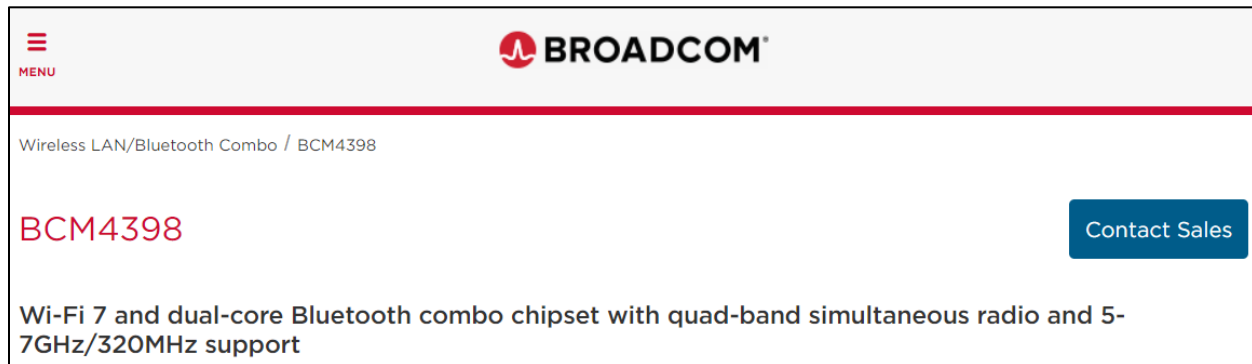 MENU
BROADCOM®
Wireless LAN/Bluetooth Combo / BCM4398
BCM4398
Contact Sales
Wi-Fi 7 and dual-core Bluetooth combo chipset with quad-band simultaneous radio and 5-
7GHz/320MHz support